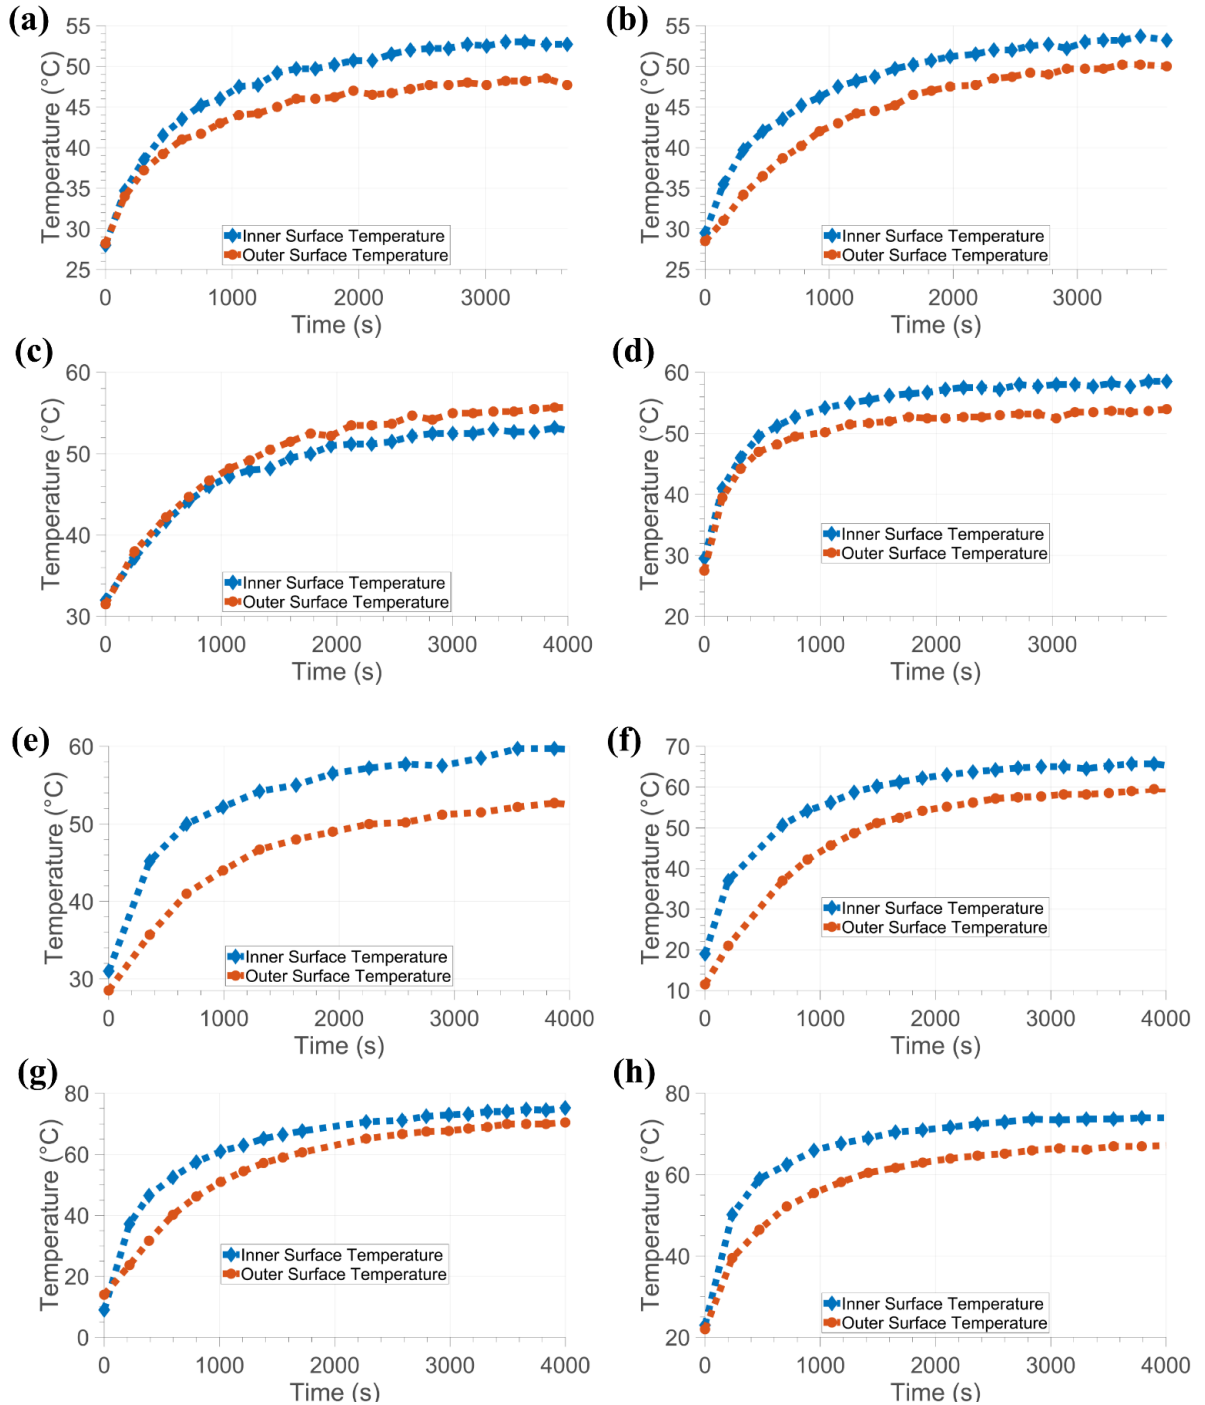 (a)
55
50
45
40
35
30
25
Temperature (°C)
Inner Surface Temperature
Outer Surface Temperature
0 1000 2000 3000
Time (s)
(b)
55
50
45
40
35
30
25
Temperature (°C)
Inner Surface Temperature
Outer Surface Temperature
0 1000 2000 3000
Time (s)
(c)
60
50
40
30
Temperature (°C)
Inner Surface Temperature
Outer Surface Temperature
0 1000 2000 3000 4000
Time (s)
(d)
60
50
40
30
20
Temperature (°C)
Inner Surface Temperature
Outer Surface Temperature
0 1000 2000 3000
Time (s)
(e)
60
50
40
30
Temperature (°C)
Inner Surface Temperature
Outer Surface Temperature
0 1000 2000 3000 4000
Time (s)
(f)
70
60
50
40
30
20
10
Temperature (°C)
Inner Surface Temperature
Outer Surface Temperature
0 1000 2000 3000 4000
Time (s)
(g)
80
60
40
20
0
Temperature (°C)
Inner Surface Temperature
Outer Surface Temperature
0 1000 2000 3000 4000
Time (s)
(h)
80
60
40
20
Temperature (°C)
Inner Surface Temperature
Outer Surface Temperature
0 1000 2000 3000 4000
Time (s)